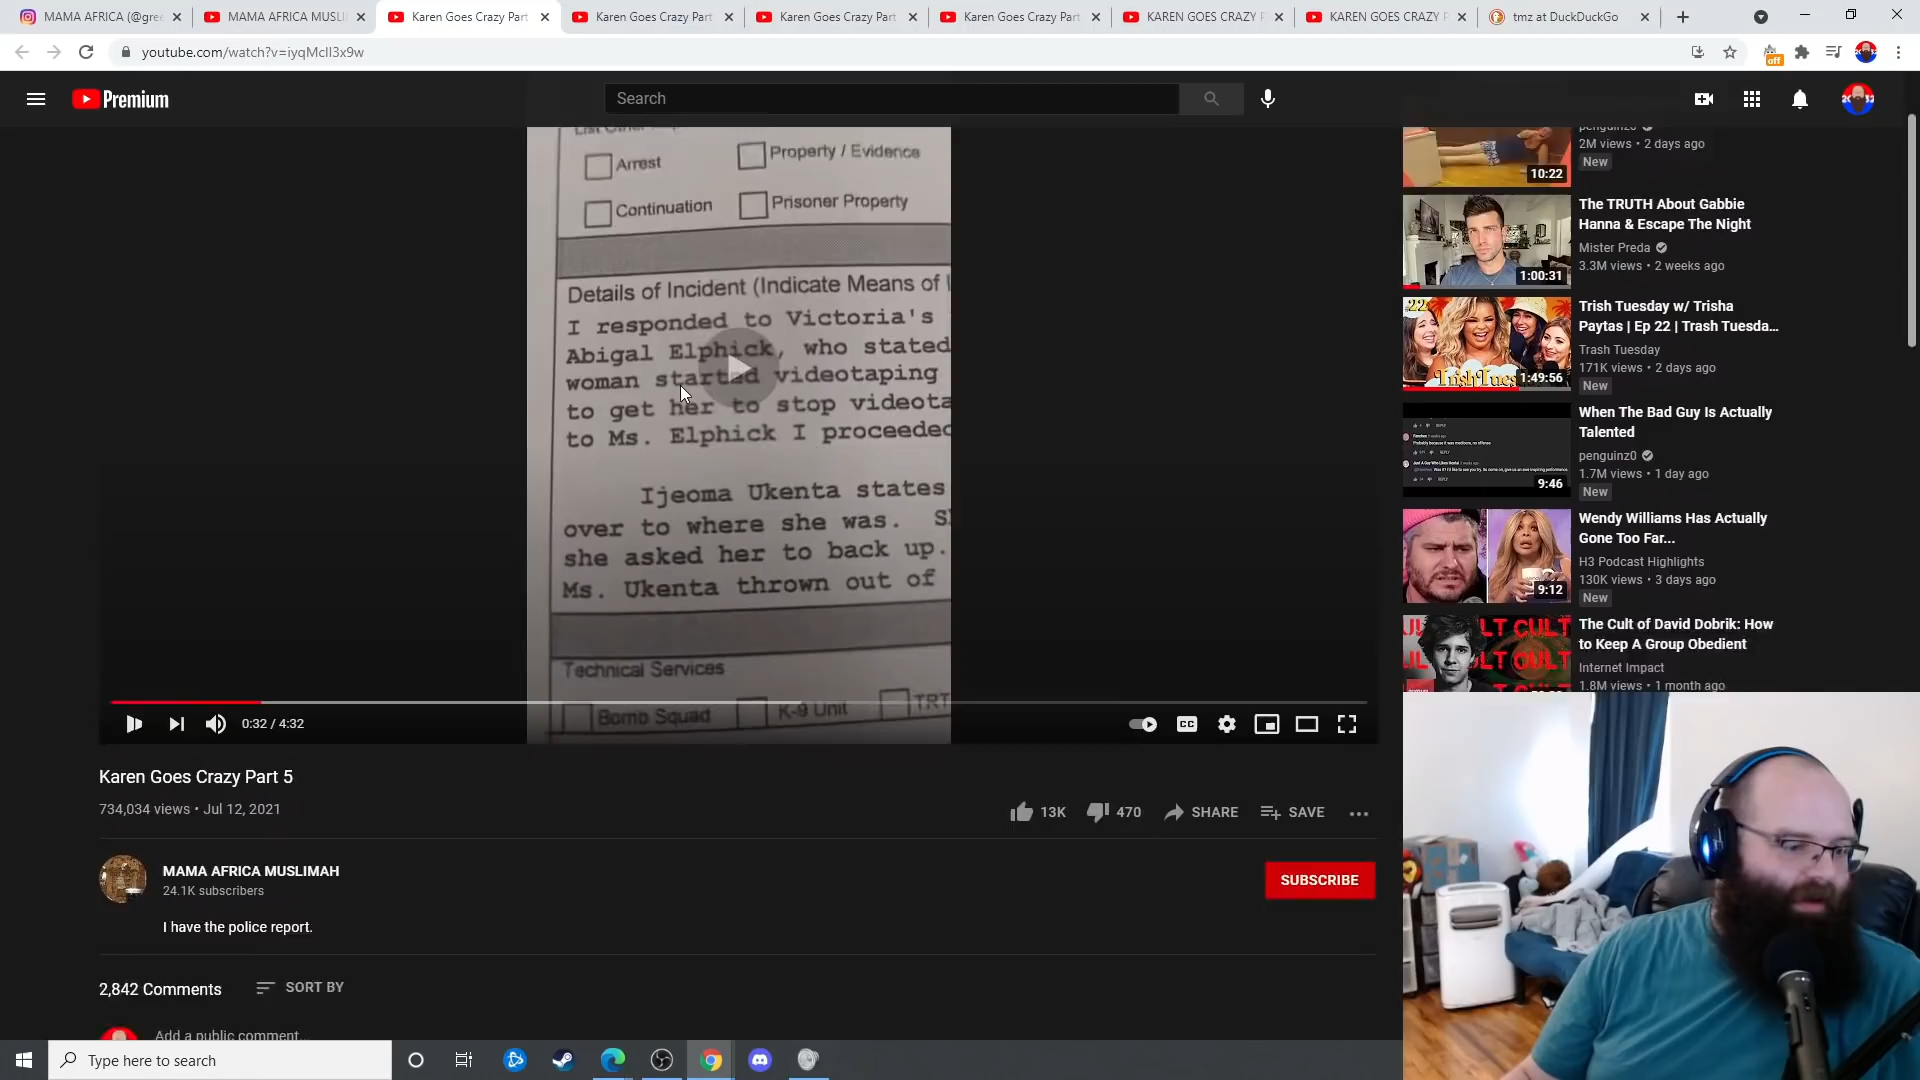 MAMA AFRICA (@gre
MAMA AFRICA MUSLI
Karen Goes Crazy Part
Karen Goes Crazy Part
Karen Goes Crazy Part
Karen Goes Crazy Part
KAREN GOES CRAZY P
KAREN GOES CRAZY P
tmz at DuckDuckGo
off
Premium
Search
Arrest
Property / Evidence
Continuation
Prisoner Property
Details of Incident (Indicate Means of
I responded to Victoria's
Abigal Elphick, who stated
woman started videotaping
to get her to stop videota
to Ms. Elphick I proceeded
Ijeoma Ukenta states
over to where she was.
she asked her to back up.
Ms. Ukenta thrown out of
Technical Services
Bomb Squad
K-9 Unit
TRT
0:32 / 4:32
CC
Karen Goes Crazy Part 5
734,034 views • Jul 12, 2021
13K
470
SHARE
SAVE
MAMA AFRICA MUSLIMAH
24.1K subscribers
SUBSCRIBE
I have the police report.
2,842 Comments
SORT BY
Add a public comment...
penguinz0
2M views • 2 days ago
New
10:22
The TRUTH About Gabbie
Hanna & Escape The Night
Mister Preda
3.3M views • 2 weeks ago
1:00:31
Trish Tuesday w/ Trisha
Paytas | Ep 22 | Trash Tuesda...
Trash Tuesday
171K views • 2 days ago
New
22
1:49:56
When The Bad Guy Is Actually
Talented
penguinz0
1.7M views • 1 day ago
New
9:46
Wendy Williams Has Actually
Gone Too Far...
H3 Podcast Highlights
130K views • 3 days ago
New
9:12
The Cult of David Dobrik: How
to Keep A Group Obedient
Internet Impact
1.8M views • 1 month ago
Type here to search